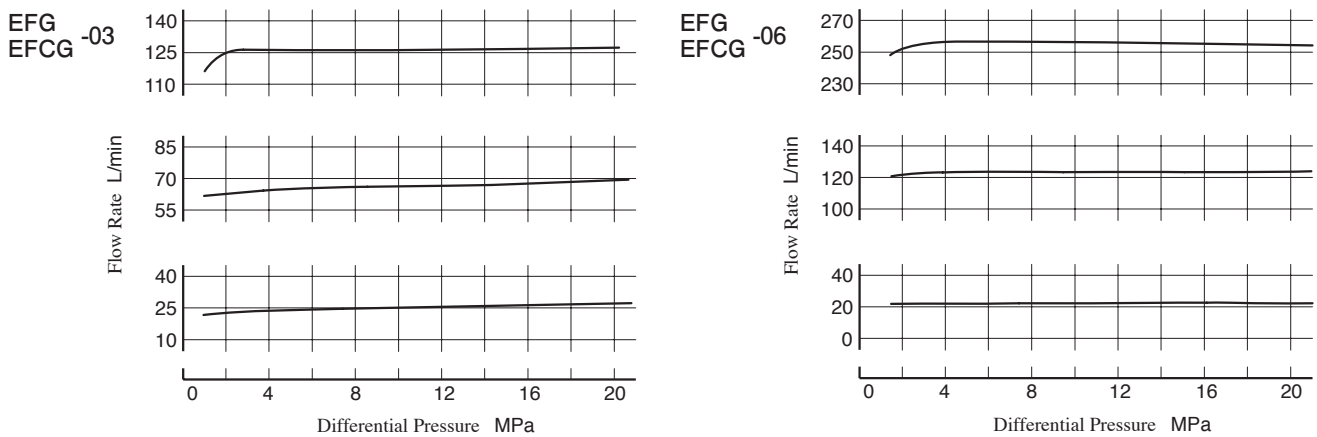 EFG
EFCG -03
140
125
110
85
70
55
40
25
10
Flow Rate L/min
0 4 8 12 16 20
Differential Pressure MPa
EFG
EFCG -06
270
250
230
140
120
100
40
20
0
Flow Rate L/min
0 4 8 12 16 20
Differential Pressure MPa